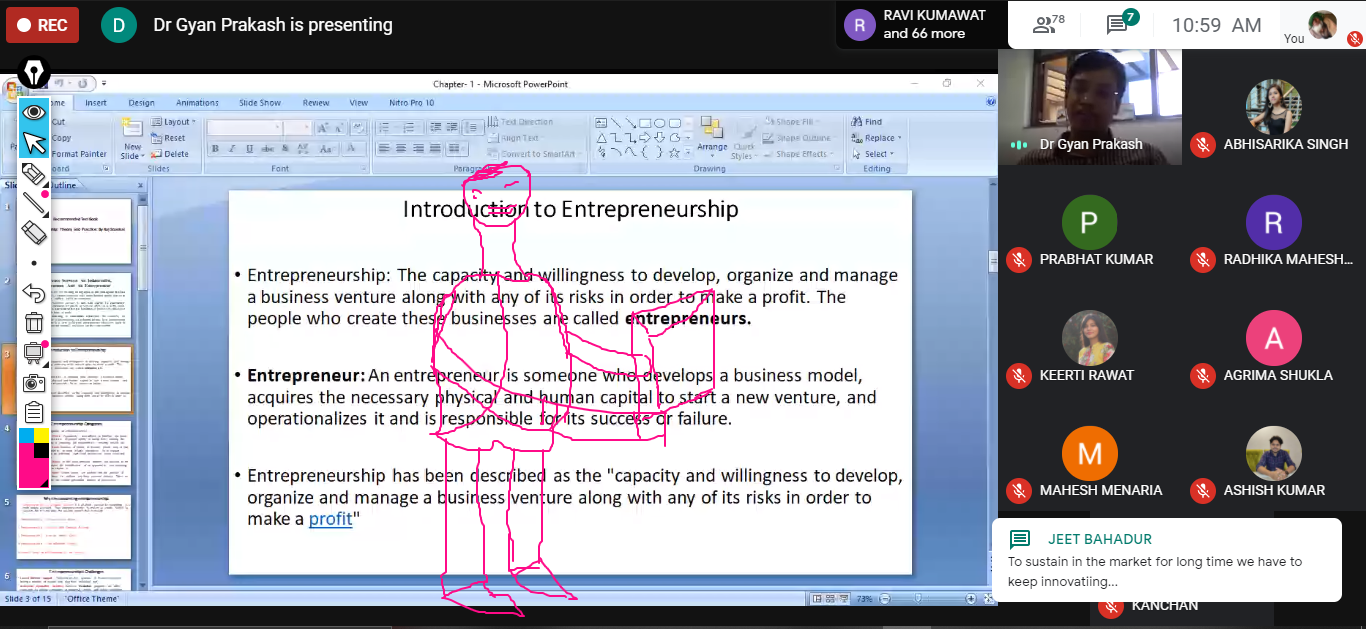 REC
D
Dr Gyan Prakash is presenting
R
RAVI KUMAWAT
and 66 more
78
7
10:59 AM
You
Chapter- 1 - Microsoft PowerPoint
Insert
Design
Animations
Slide Show
Review
View
Nitro Pro 10
Copy
Format Painter
New
Slide
Layout
Reset
Delete
Slides
Font
Text Direction
Align Text
Convert to SmartArt
Arrange
Quick
Styles
Shape Fill
Shape Outline
Shape Effects
Drawing
Find
Replace
Select
Editing
Outline
1
2
3
4
5
6
Introduction to Entrepreneurship
• Entrepreneurship: The capacity and willingness to develop, organize and manage
a business venture along with any of its risks in order to make a profit. The
people who create these businesses are called entrepreneurs.
• Entrepreneur: An entrepreneur is someone who develops a business model,
acquires the necessary physical and human capital to start a new venture, and
operationalizes it and is responsible for its success or failure.
• Entrepreneurship has been described as the "capacity and willingness to develop,
organize and manage a business venture along with any of its risks in order to
make a profit"
Slide 3 of 15
"Office Theme"
73%
Dr Gyan Prakash
ABHISARIKA SINGH
P
PRABHAT KUMAR
R
RADHIKA MAHESH...
KEERTI RAWAT
A
AGRIMA SHUKLA
M
MAHESH MENARIA
ASHISH KUMAR
JEET BAHADUR
To sustain in the market for long time we have to
keep innovatiing...
KANCHAN